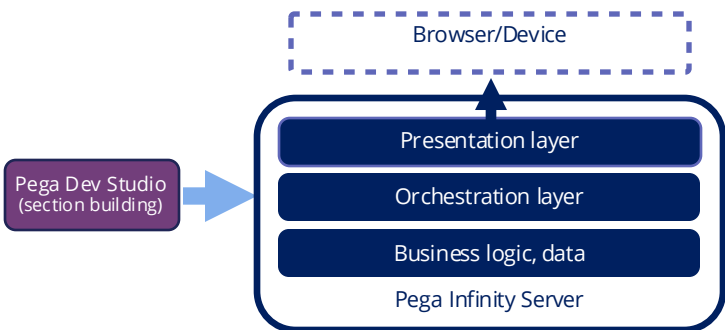 Browser/Device
Presentation layer
Pega Dev Studio
(section building)
Orchestration layer
Business logic, data
Pega Infinity Server